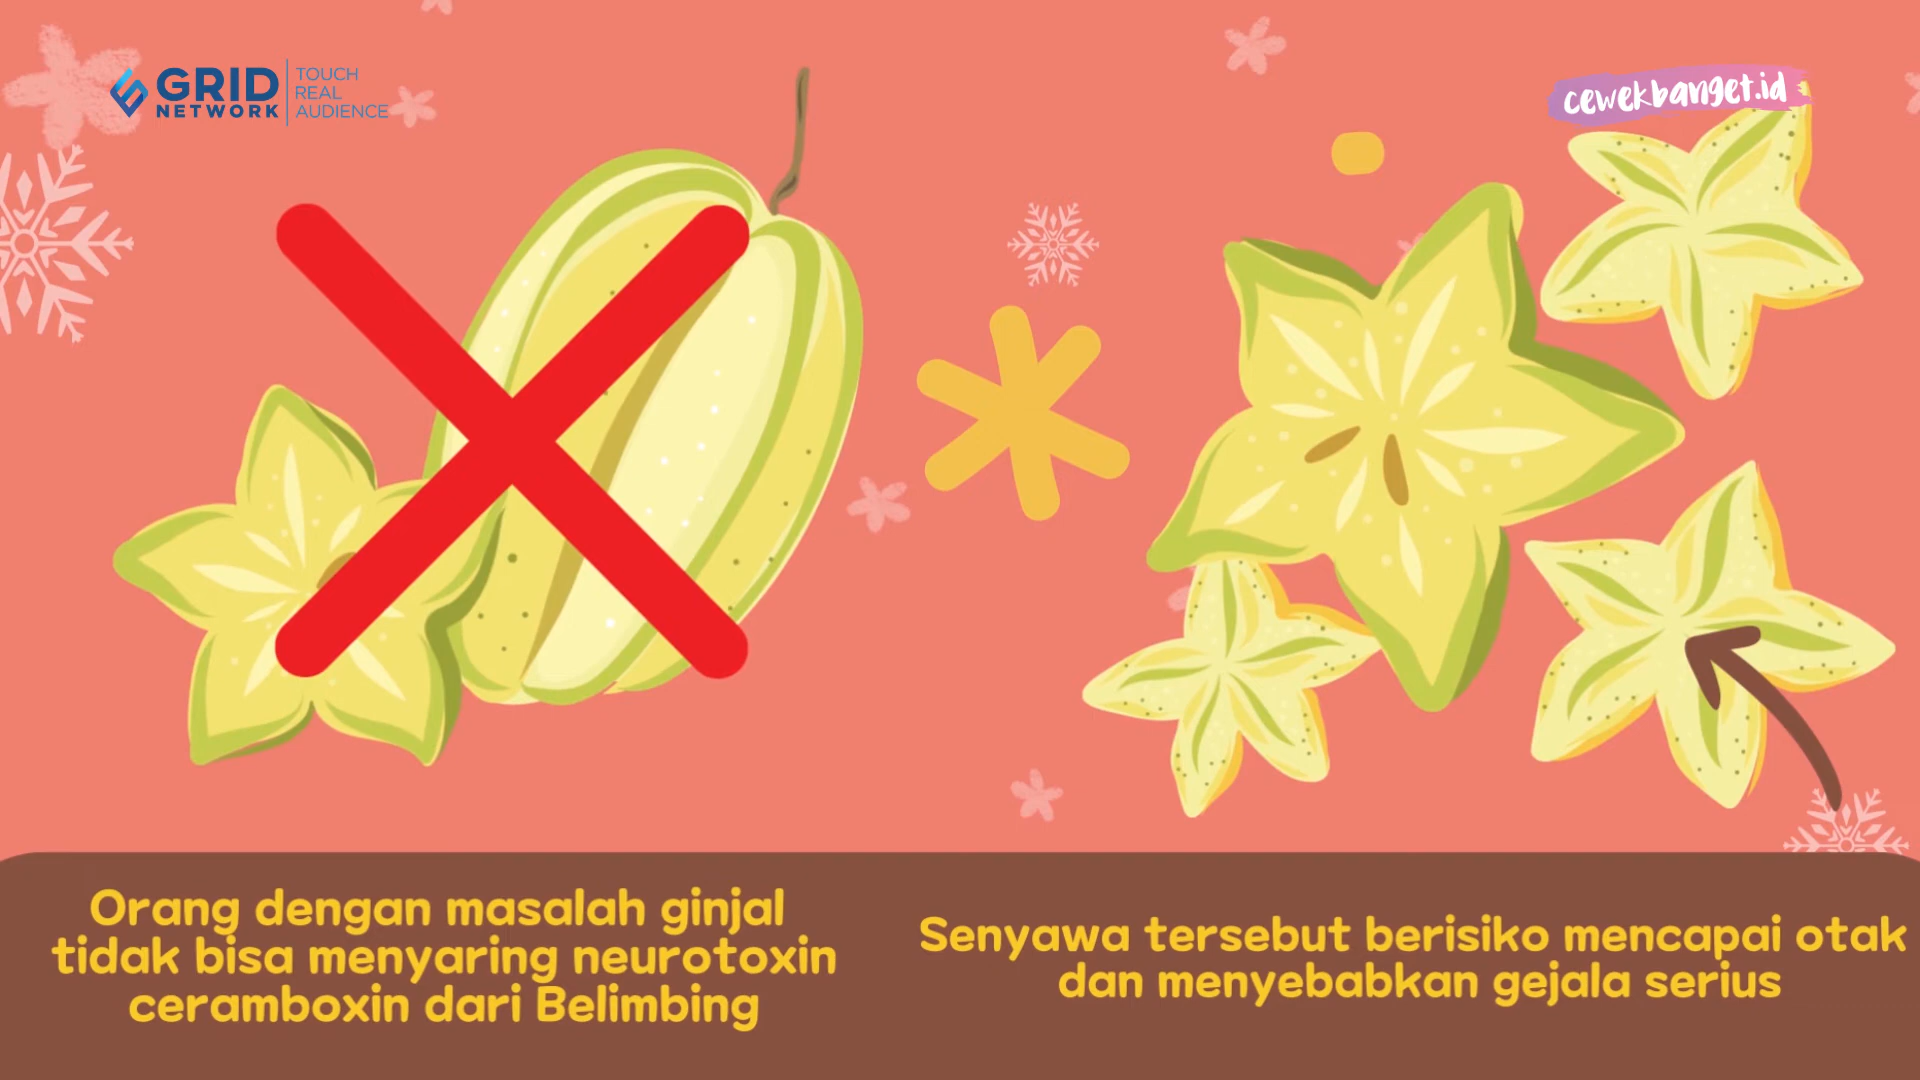 GRID
NETWORK
TOUCH
REAL
AUDIENCE
cewekbanget.id
Orang dengan masalah ginjal
tidak bisa menyaring neurotoxin
ceramboxin dari Belimbing
Senyawa tersebut berisiko mencapai otak
dan menyebabkan gejala serius